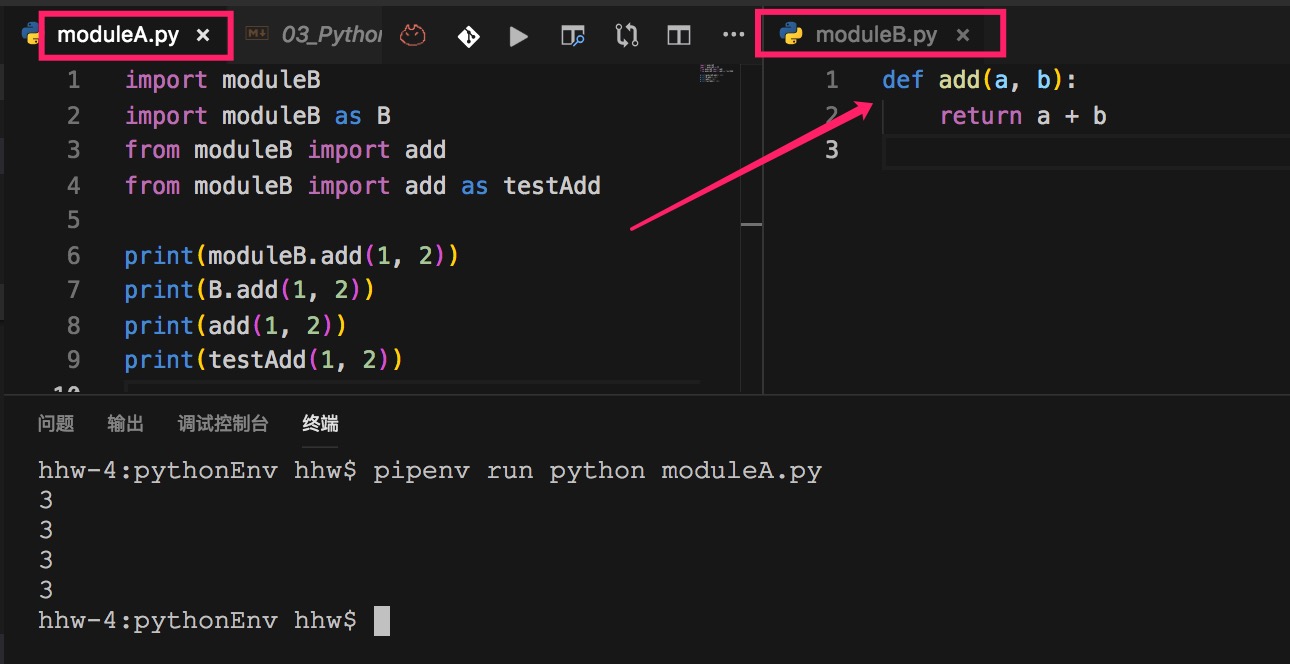 moduleA.py ×
M↓ 03_Python
1 import moduleB
2 import moduleB as B
3 from moduleB import add
4 from moduleB import add as testAdd
5
6 print(moduleB.add(1, 2))
7 print(B.add(1, 2))
8 print(add(1, 2))
9 print(testAdd(1, 2))
10
moduleB.py ×
1 def add(a, b):
2 return a + b
3
问题 输出 调试控制台 终端
hhw-4:pythonEnv hhw$ pipenv run python moduleA.py
3
3
3
3
hhw-4:pythonEnv hhw$